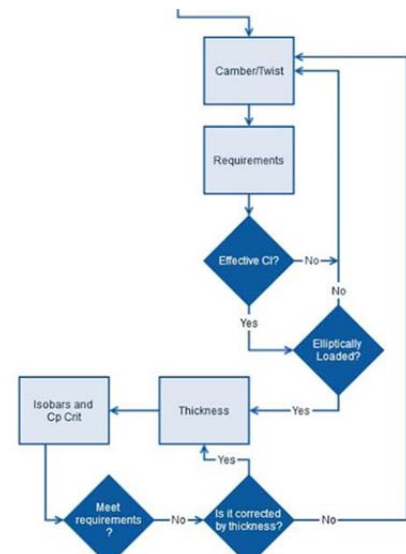 Camber/Twist
Requirements
Effective Cl?
No
No
Yes
Elliptically
Loaded?
Isobars and
Cp Crit
Thickness
Yes
Yes
Meet
requirements
?
No
Is it corrected
by thickness?
No